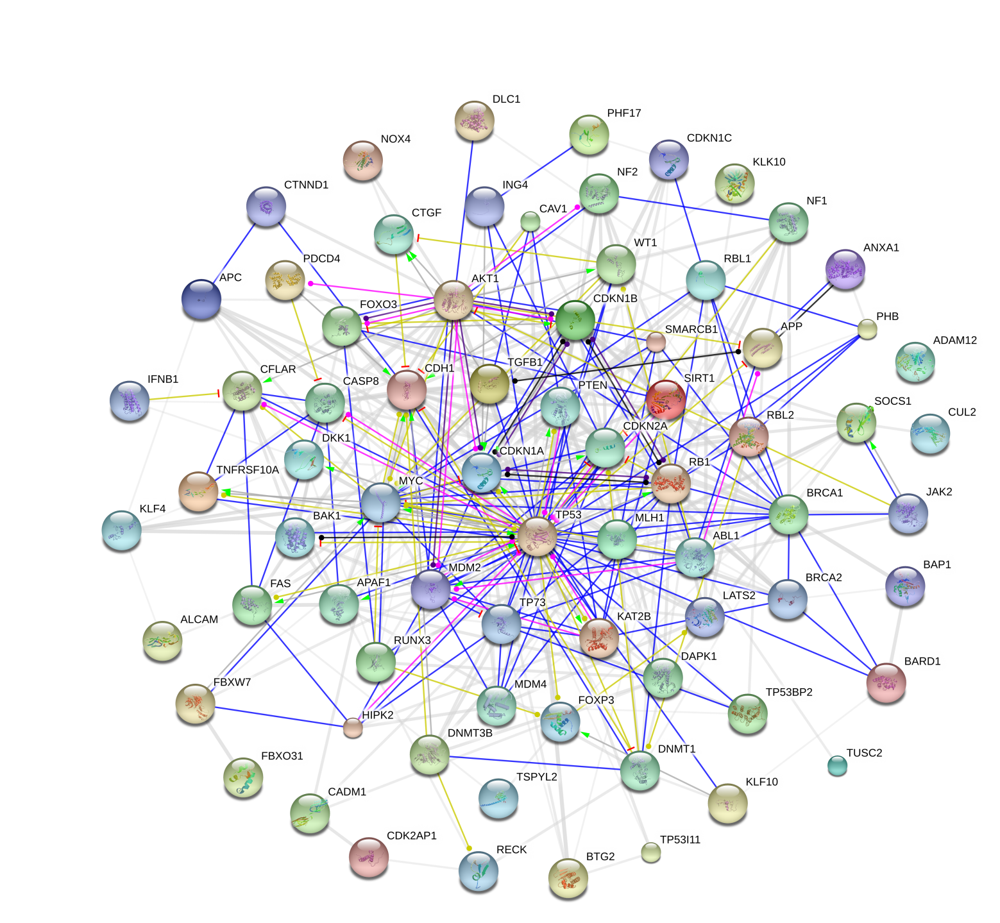 DLC1
PHF17
NOX4
CDKN1C
KLK10
CTNND1
ING4
NF2
NF1
CTGF
CAV1
WT1
ANXA1
PDCD4
RBL1
APC
AKT1
FOXO3
CDKN1B
PHB
SMARCB1
APP
ADAM12
IFNB1
CFLAR
CASP8
CDH1
TGFB1
PTEN
SIRT1
SOCS1
CUL2
RBL2
DKK1
CDKN2A
CDKN1A
TNFRSF10A
MYC
RB1
BRCA1
JAK2
KLF4
BAK1
TP53
MLH1
ABL1
MDM2
BAP1
FAS
APAF1
TP73
LATS2
BRCA2
ALCAM
KAT2B
RUNX3
DAPK1
BARD1
FBXW7
MDM4
FOXP3
TP53BP2
HIPK2
DNMT3B
DNMT1
TUSC2
FBXO31
TSPYL2
KLF10
CADM1
CDK2AP1
RECK
BTG2
TP53I11